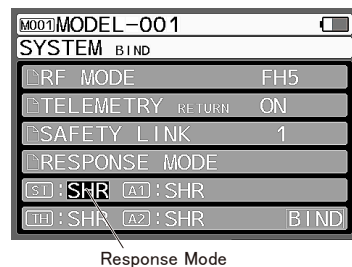 M001 MODEL-001
SYSTEM BIND
RF MODE FH5
TELEMETRY RETURN ON
SAFETY LINK 1
RESPONSE MODE
ST : SHR A1 : SHR
TH : SHR A2 : SHR BIND
Response Mode